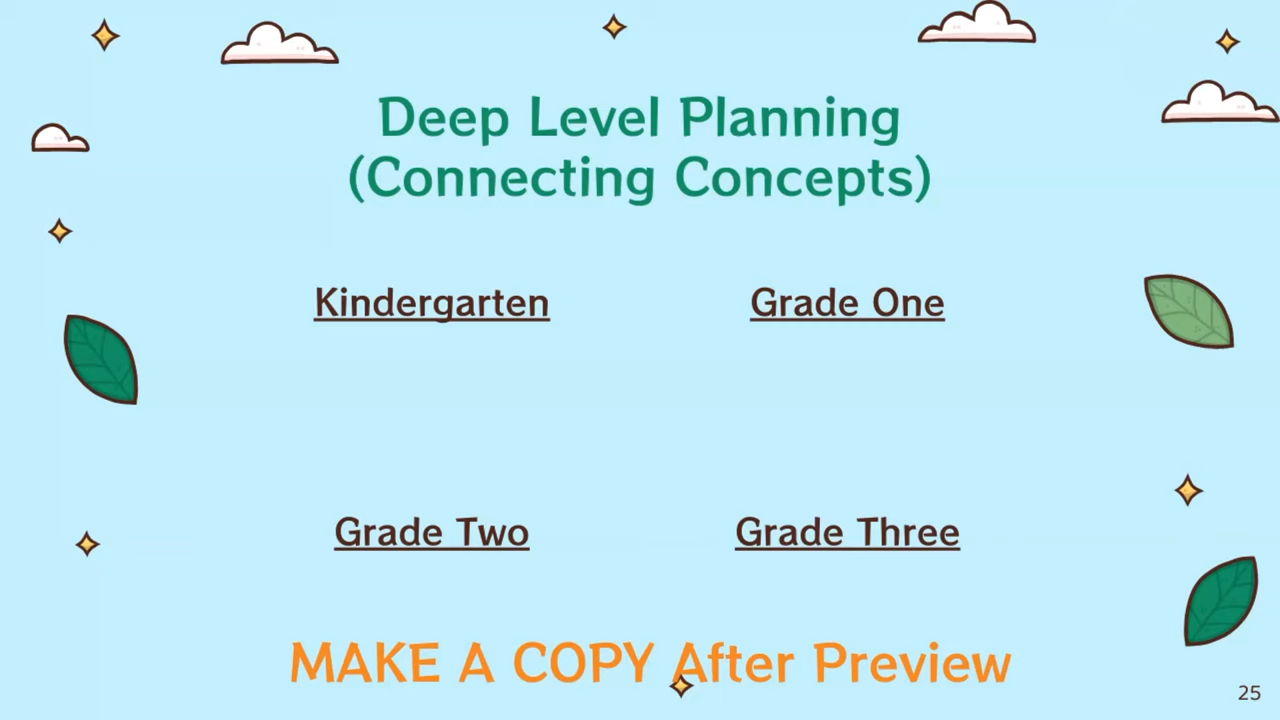 Deep Level Planning
(Connecting Concepts)
Kindergarten
Grade One
Grade Two
Grade Three
MAKE A COPY After Preview
25